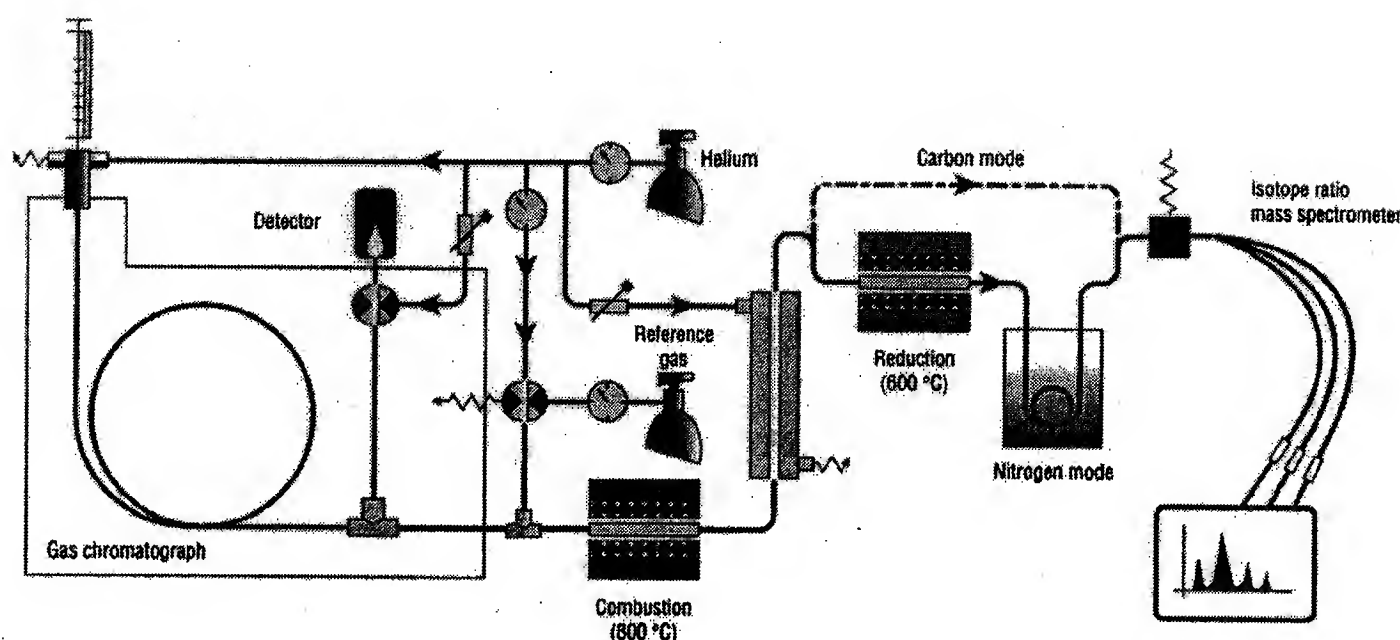 Helium
Carbon mode
Isotope ratio
mass spectrometer
Detector
Reference
gas
Reduction
(600 °C)
Nitrogen mode
Gas chromatograph
Combustion
(800 °C)